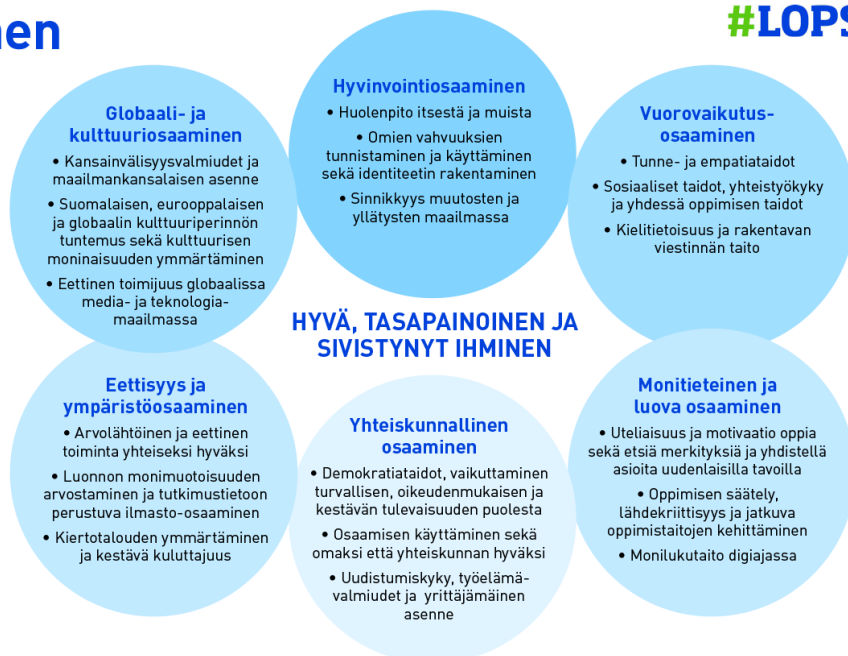 nen
#LOPS
Hyvinvointiosaaminen
• Huolenpito itsestä ja muista
• Omien vahvuuksien
tunnistaminen ja käyttäminen
sekä identiteetin rakentaminen
• Sinnikkyys muutosten ja
yllätysten maailmassa
Globaali- ja
kulttuuriosaaminen
• Kansainvälisyysvalmiudet ja
maailmankansalaisen asenne
• Suomalaisen, eurooppalaisen
ja globaalin kulttuuriperinnön
tuntemus sekä kulttuurisen
moninaisuuden ymmärtäminen
• Eettinen toimijuus globaalissa
media- ja teknologia-
maailmassa
Vuorovaikutus-
osaaminen
• Tunne- ja empatiataidot
• Sosiaaliset taidot, yhteistyökyky
ja yhdessä oppimisen taidot
• Kielitietoisuus ja rakentavan
viestinnän taito
HYVÄ, TASAPAINOINEN JA
SIVISTYNYT IHMINEN
Eettisyys ja
ympäristöosaaminen
• Arvolähtöinen ja eettinen
toiminta yhteiseksi hyväksi
• Luonnon monimuotoisuuden
arvostaminen ja tutkimustietoon
perustuva ilmasto-osaaminen
• Kiertotalouden ymmärtäminen
ja kestävä kuluttajuus
Yhteiskunnallinen
osaaminen
• Demokratiataidot, vaikuttaminen
turvallisen, oikeudenmukaisen ja
kestävän tulevaisuuden puolesta
• Osaamisen käyttäminen sekä
omaksi että yhteiskunnan hyväksi
• Uudistumiskyky, työelämä-
valmiudet ja yrittäjämäinen
asenne
Monitieteinen ja
luova osaaminen
• Uteliaisuus ja motivaatio oppia
sekä etsiä merkityksiä ja yhdistellä
asioita uudenlaisilla tavoilla
• Oppimisen säätely,
lähdekriittisyys ja jatkuva
oppimistaitojen kehittäminen
• Monilukutaito digiajassa